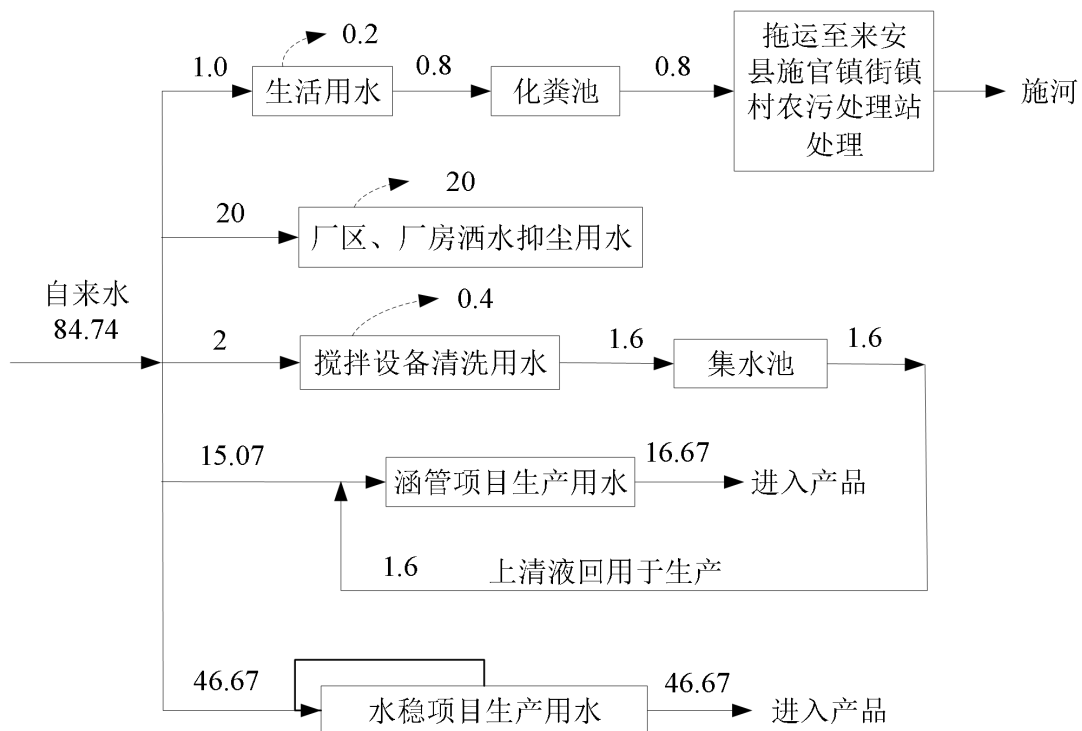 0.2
1.0
生活用水
0.8
化粪池
0.8
拖运至来安
县施官镇街镇
村农污处理站
处理
施河
20
20
厂区、厂房洒水抑尘用水
自来水
84.74
0.4
2
搅拌设备清洗用水
1.6
集水池
1.6
15.07
涵管项目生产用水
16.67
进入产品
1.6
上清液回用于生产
46.67
水稳项目生产用水
46.67
进入产品